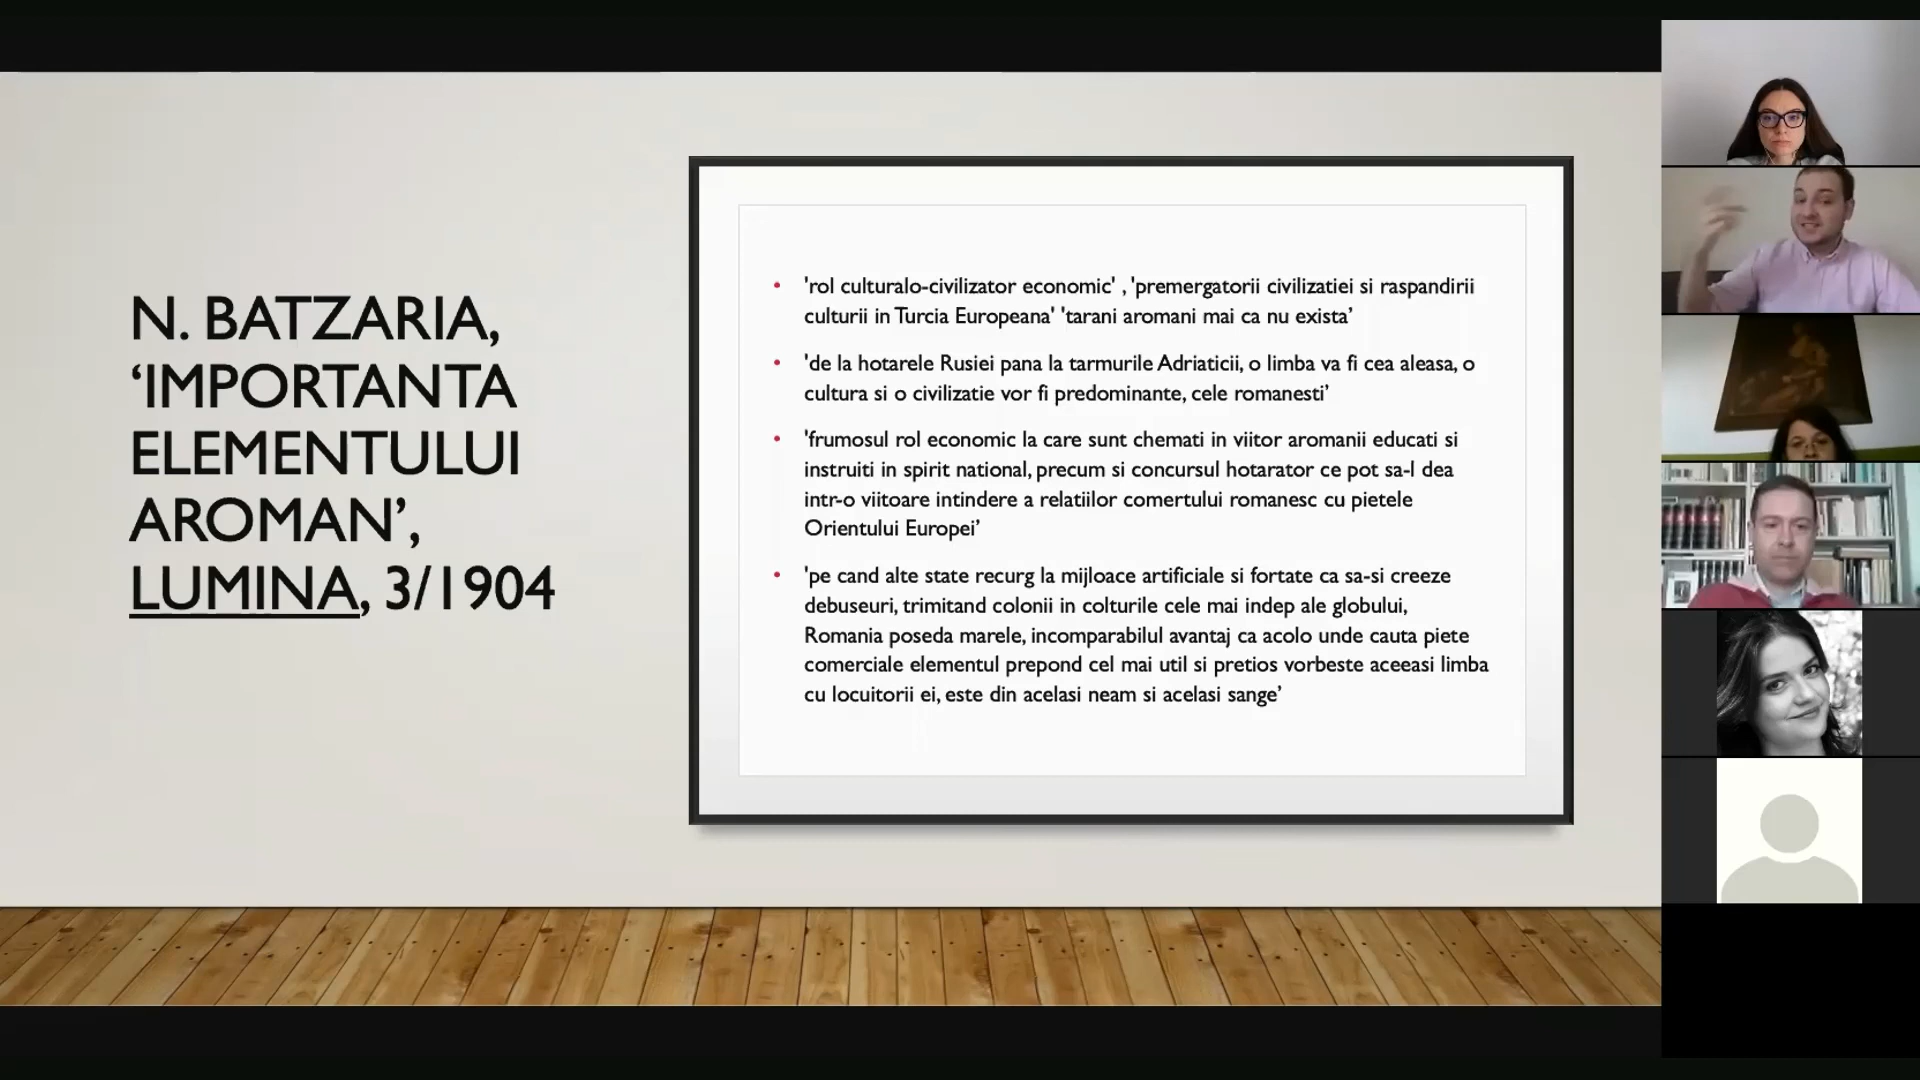 N. BATZARIA,
‘IMPORTANTA
ELEMENTULUI
AROMAN’,
LUMINA, 3/1904
• 'rol culturalo-civilizator economic' , 'premergatorii civilizatiei si raspandirii
culturii in Turcia Europeana' 'tarani aromani mai ca nu exista’
• 'de la hotarele Rusiei pana la tarmurile Adriaticii, o limba va fi cea aleasa, o
cultura si o civilizatie vor fi predominante, cele romanesti’
• 'frumosul rol economic la care sunt chemati in viitor aromanii educati si
instruiti in spirit national, precum si concursul hotarator ce pot sa-l dea
intr-o viitoare intindere a relatiilor comertului romanesc cu pietele
Orientului Europei’
• 'pe cand alte state recurg la mijloace artificiale si fortate ca sa-si creeze
debuseuri, trimitand colonii in colturile cele mai indep ale globului,
Romania poseda marele, incomparabilul avantaj ca acolo unde cauta piete
comerciale elementul prepond cel mai util si pretios vorbeste aceeasi limba
cu locuitorii ei, este din acelasi neam si acelasi sange’